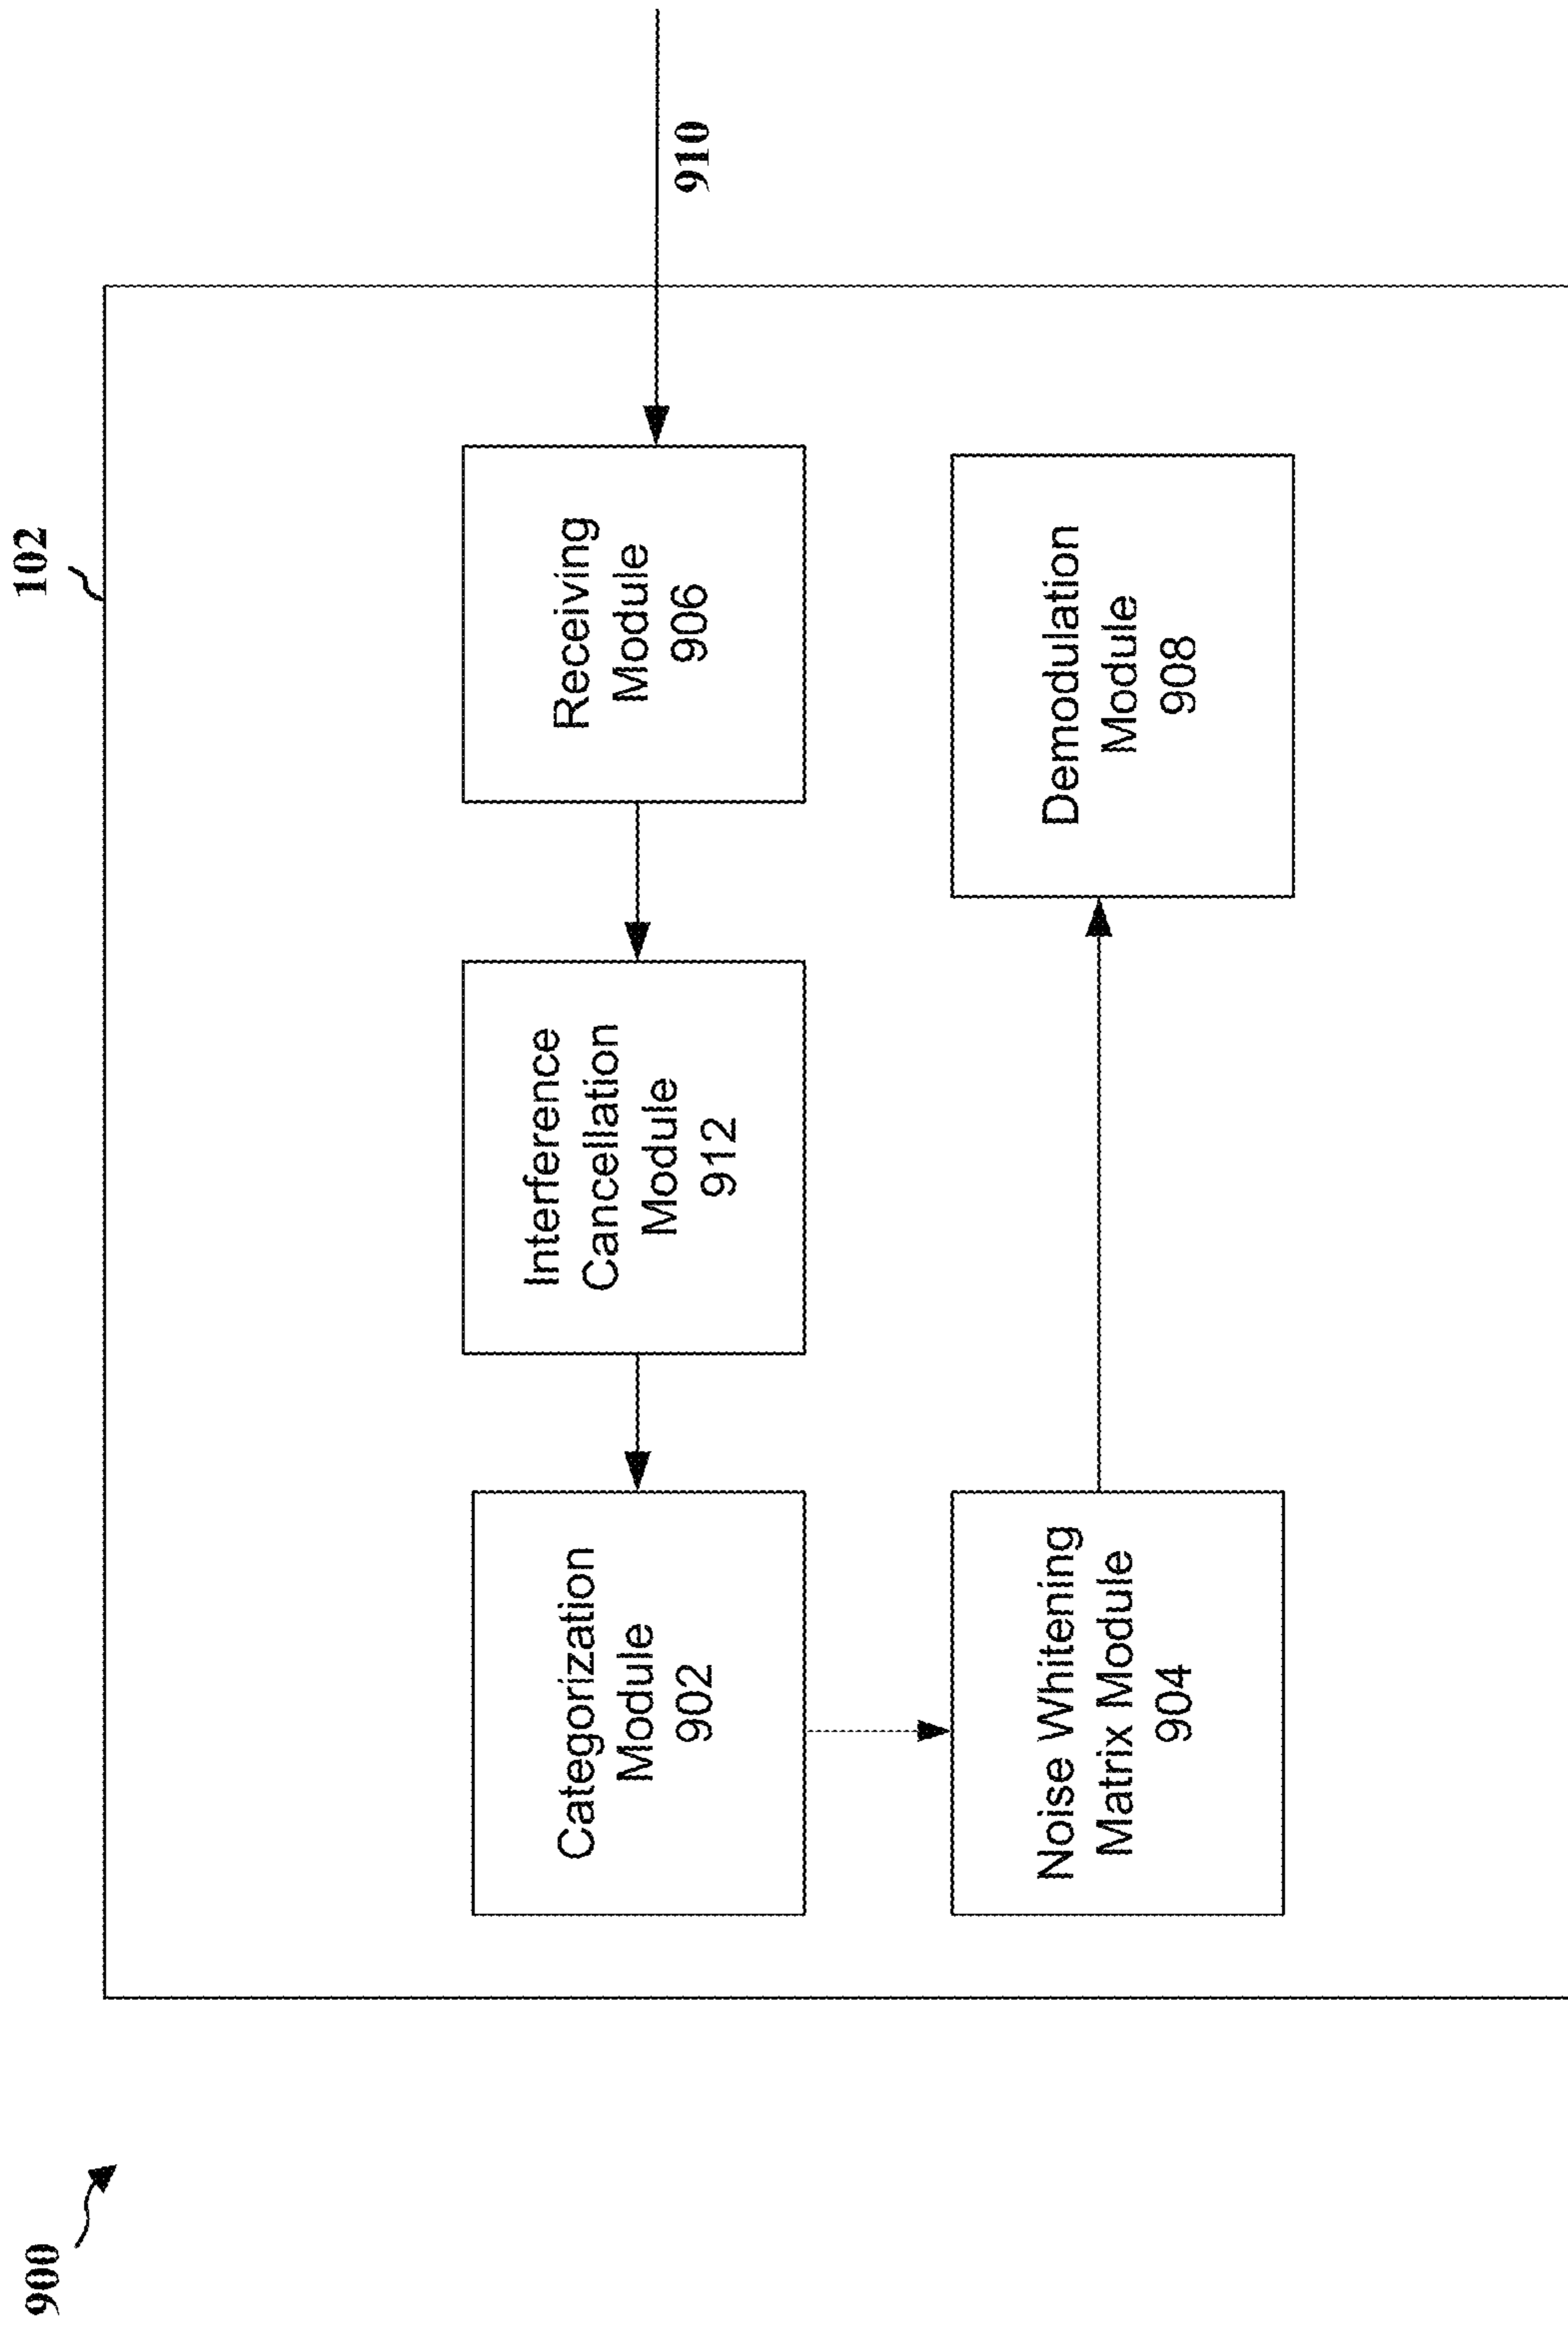 900
102
Categorization
Module
902
Interference
Cancellation
Module
912
Receiving
Module
906
910
Noise Whitening
Matrix Module
904
Demodulation
Module
908